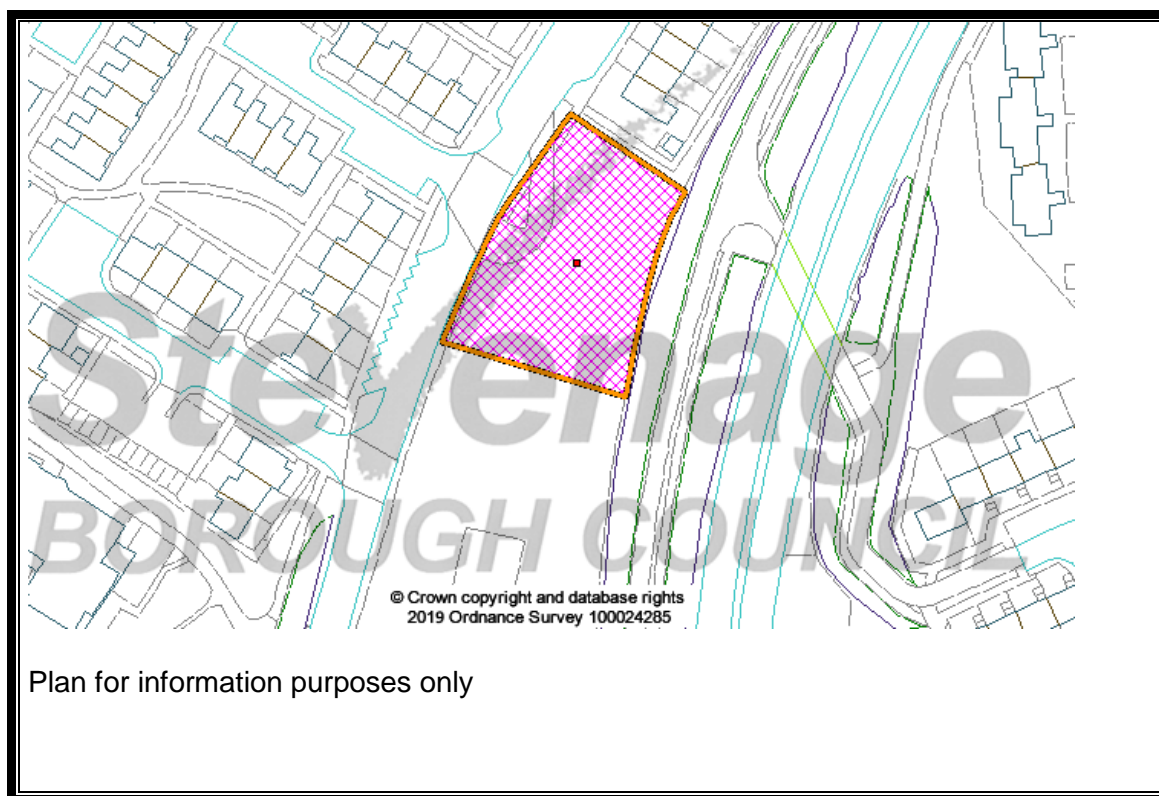 Stevenage
BOROUGH COUNCIL
© Crown copyright and database rights
2019 Ordnance Survey 100024285
Plan for information purposes only